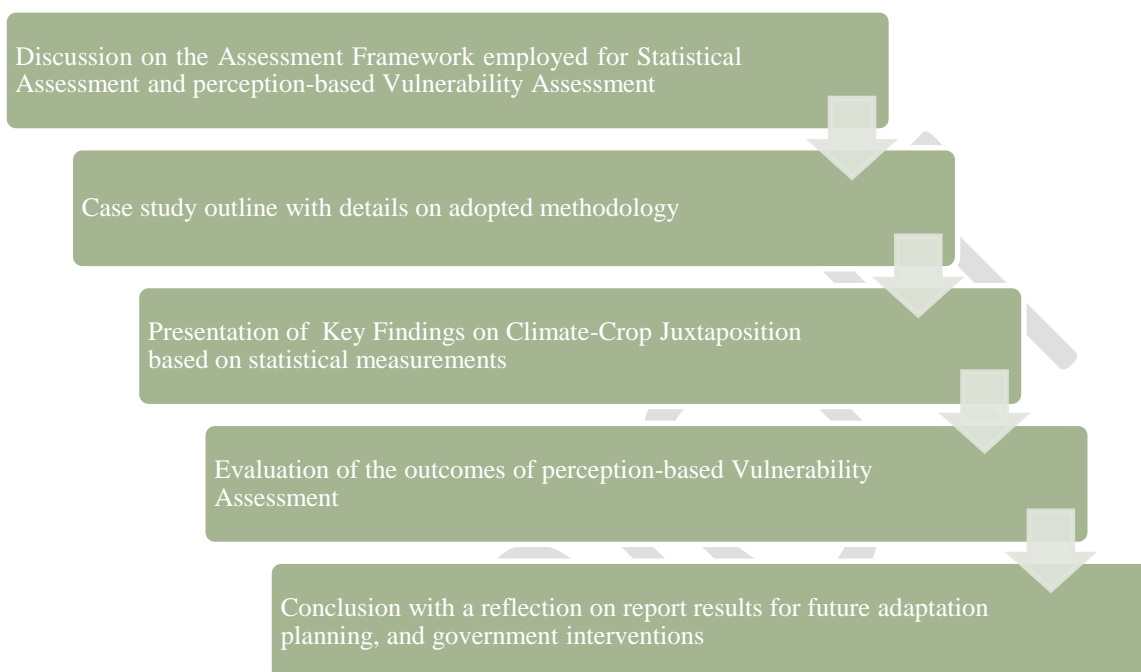 Discussion on the Assessment Framework employed for Statistical
Assessment and perception-based Vulnerability Assessment
Case study outline with details on adopted methodology
Presentation of Key Findings on Climate-Crop Juxtaposition
based on statistical measurements
Evaluation of the outcomes of perception-based Vulnerability
Assessment
Conclusion with a reflection on report results for future adaptation
planning, and government interventions